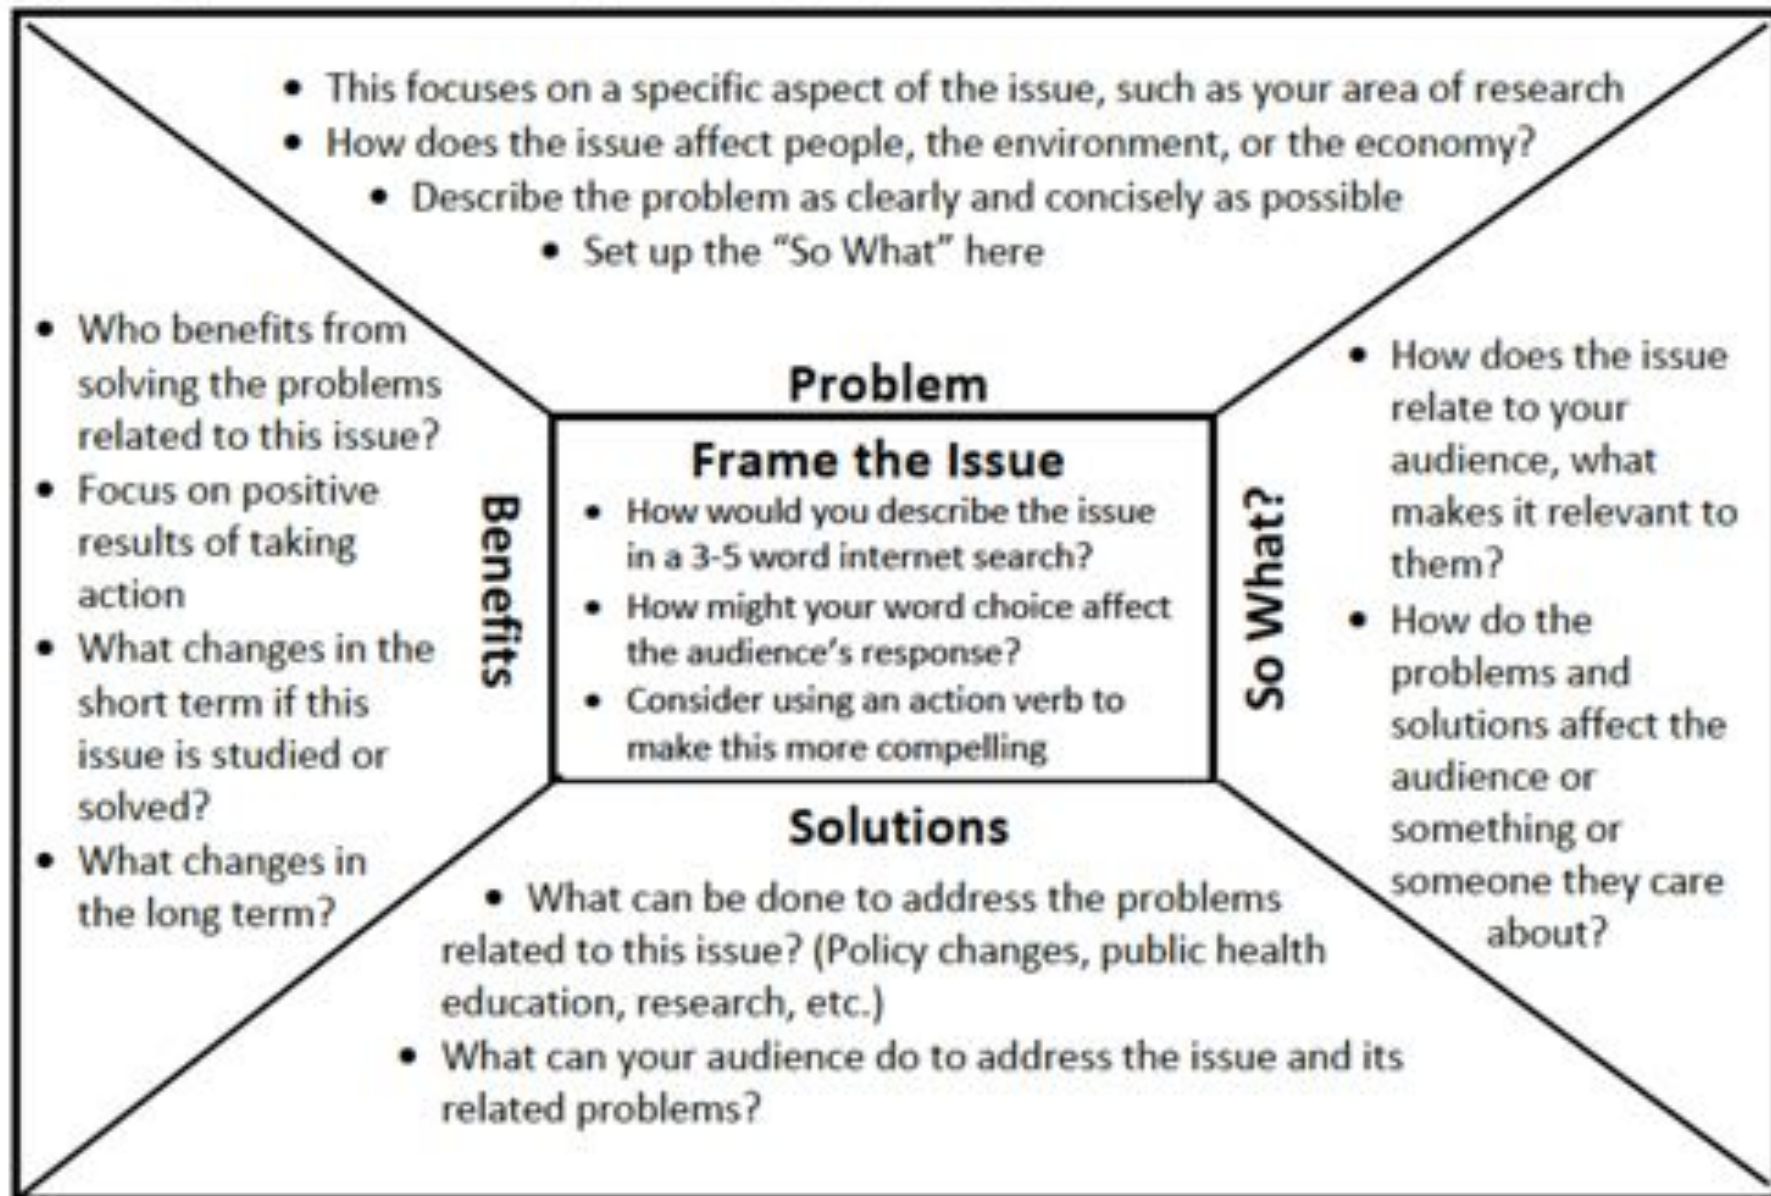 • This focuses on a specific aspect of the issue, such as your area of research
• How does the issue affect people, the environment, or the economy?
• Describe the problem as clearly and concisely as possible
• Set up the “So What” here
Problem
• Who benefits from
solving the problems
related to this issue?
• Focus on positive
results of taking
action
• What changes in the
short term if this
issue is studied or
solved?
• What changes in
the long term?
Benefits
Frame the Issue
• How would you describe the issue
in a 3-5 word internet search?
• How might your word choice affect
the audience’s response?
• Consider using an action verb to
make this more compelling
So What?
• How does the issue
relate to your
audience, what
makes it relevant to
them?
• How do the
problems and
solutions affect the
audience or
something or
someone they care
about?
Solutions
• What can be done to address the problems
related to this issue? (Policy changes, public health
education, research, etc.)
• What can your audience do to address the issue and its
related problems?